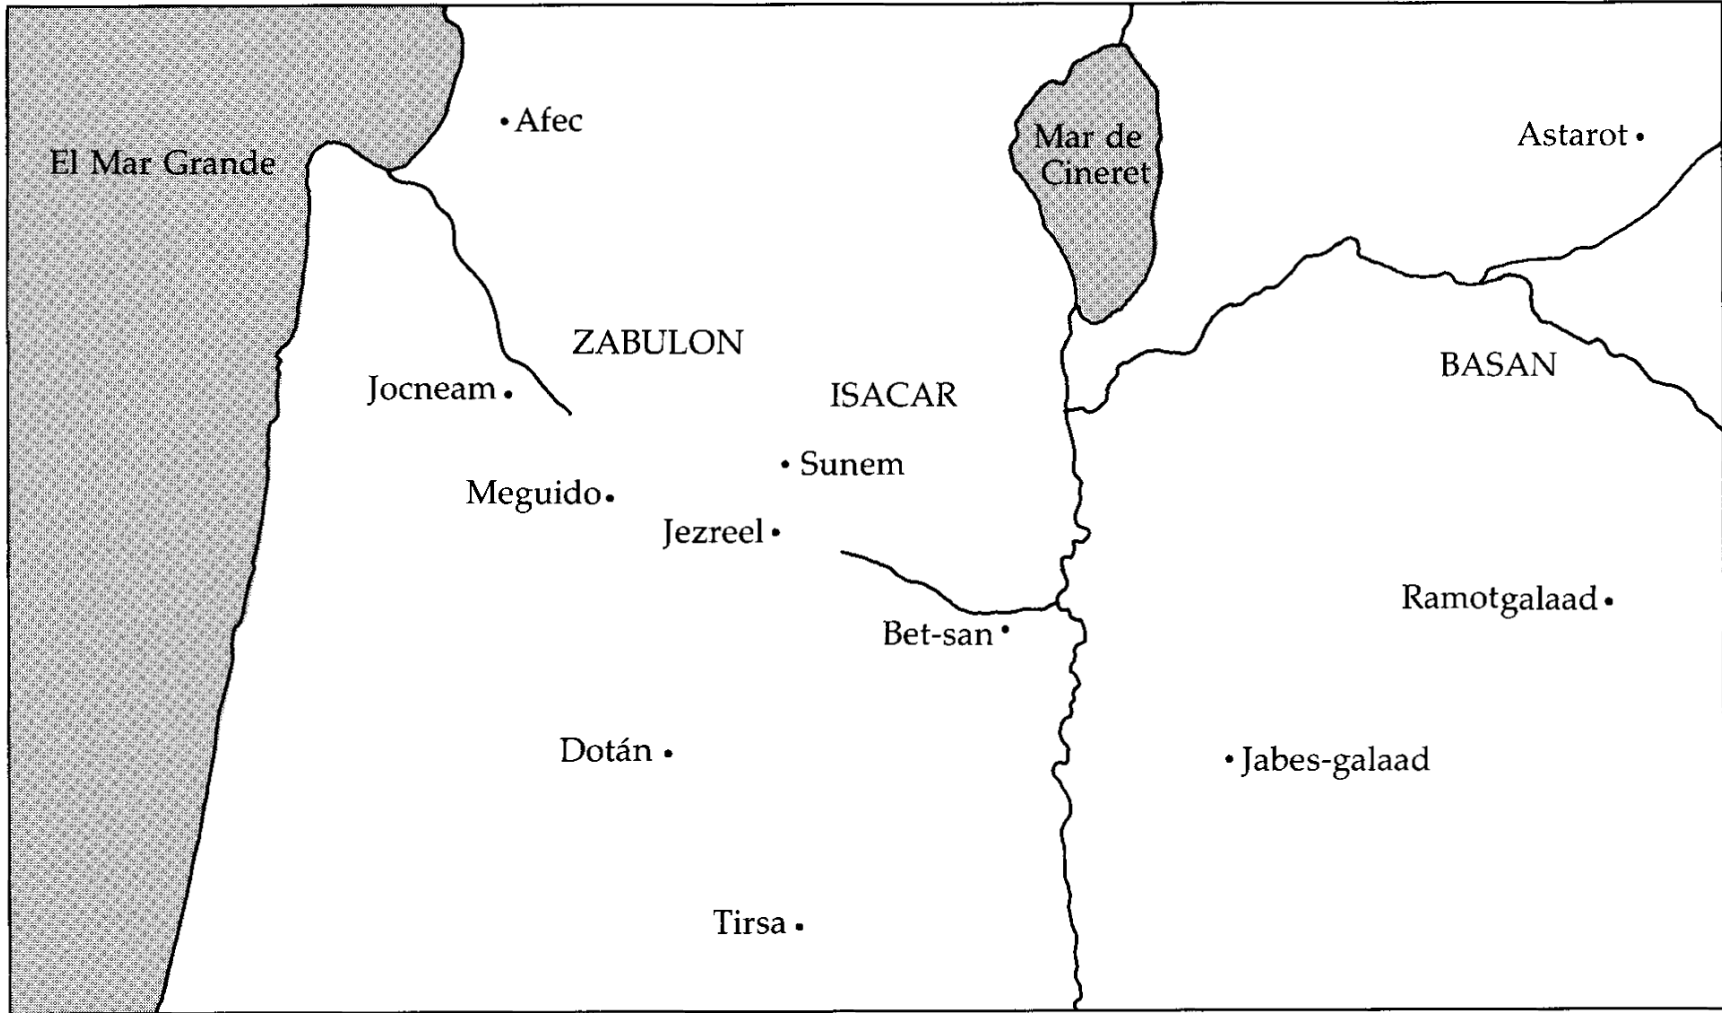 Afec
El Mar Grande
Mar de
Cineret
Astarot
ZABULON
BASAN
Jocneam
ISACAR
Sunem
Meguido
Jezreel
Ramotgalaad
Bet-san
Dotán
Jabes-galaad
Tirsa